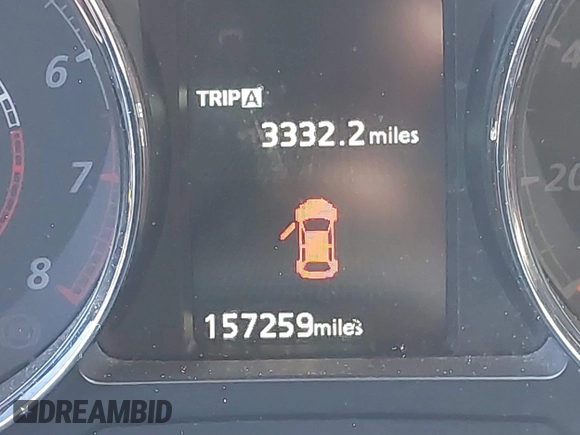 6
7
8
TRIP A
3332.2 miles
157259 miles
20
DREAMBID